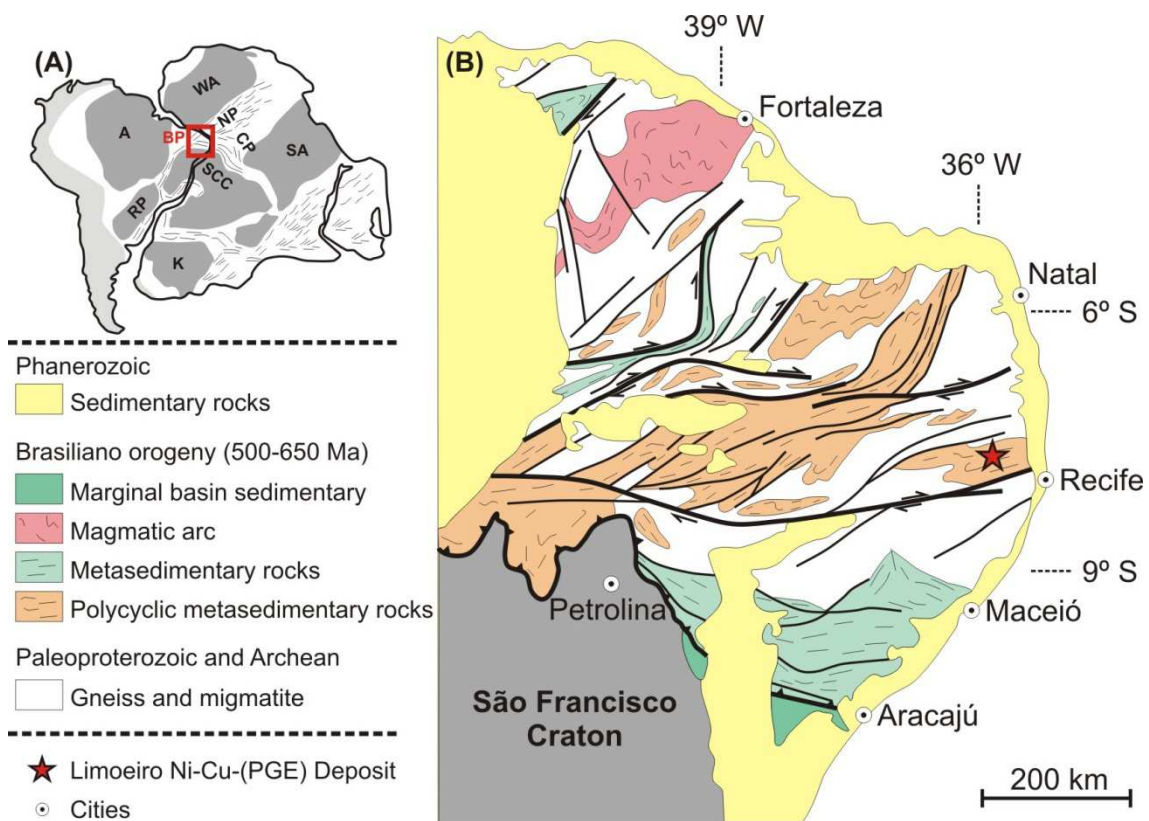 (A)
WA
NP
A
BP
CP
SA
SCC
RP
K
Phanerozoic
Sedimentary rocks
Brasiliano orogeny (500-650 Ma)
Marginal basin sedimentary
Magmatic arc
Metasedimentary rocks
Polycyclic metasedimentary rocks
Paleoproterozoic and Archean
Gneiss and migmatite
Limoeiro Ni-Cu-(PGE) Deposit
Cities
(B)
39º W
Fortaleza
36º W
Natal
6º S
Recife
9º S
Petrolina
Maceió
São Francisco
Craton
Aracajú
200 km